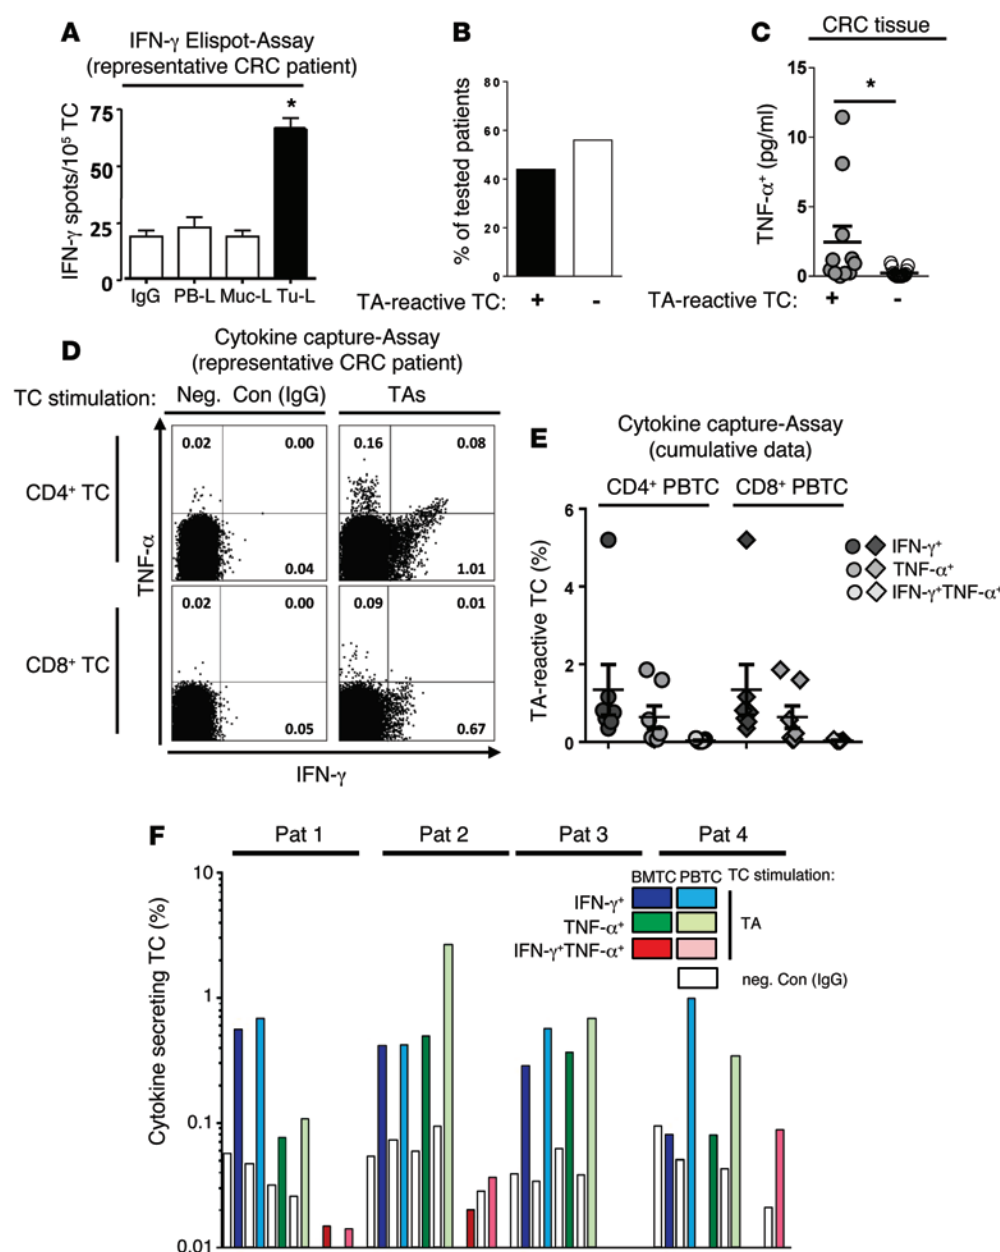 A
IFN-γ Elispot-Assay
(representative CRC patient)
IFN-γ spots/10⁵ TC
75
50
25
0
*
IgG PB-L Muc-L Tu-L
B
% of tested patients
80
60
40
20
0
TA-reactive TC: + -
C
CRC tissue
TNF-α⁺ (pg/ml)
15
10
5
0
*
TA-reactive TC: + -
D
Cytokine capture-Assay
(representative CRC patient)
TC stimulation: Neg. Con (IgG) TAs
CD4⁺ TC
0.02 0.00 0.16 0.08
0.04 1.01
TNF-α
CD8⁺ TC
0.02 0.00 0.09 0.01
0.05 0.67
IFN-γ
E
Cytokine capture-Assay
(cumulative data)
CD4⁺ PBTC CD8⁺ PBTC
TA-reactive TC (%)
6
4
2
0
IFN-γ⁺
TNF-α⁺
IFN-γ⁺TNF-α⁺
F
Pat 1 Pat 2 Pat 3 Pat 4
Cytokine secreting TC (%)
10
1
0.1
0.01
BMTC PBTC TC stimulation:
IFN-γ⁺
TNF-α⁺
IFN-γ⁺TNF-α⁺
TA
neg. Con (IgG)